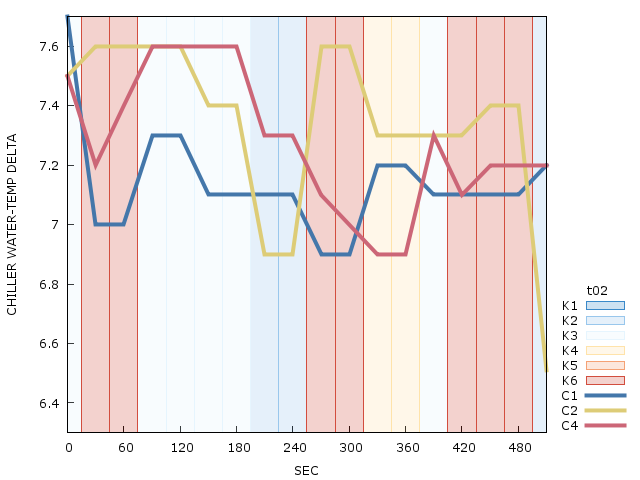 7.6
7.4
7.2
7
6.8
6.6
6.4
CHILLER WATER-TEMP DELTA
0 60 120 180 240 300 360 420 480
SEC
t02
K1
K2
K3
K4
K5
K6
C1
C2
C4